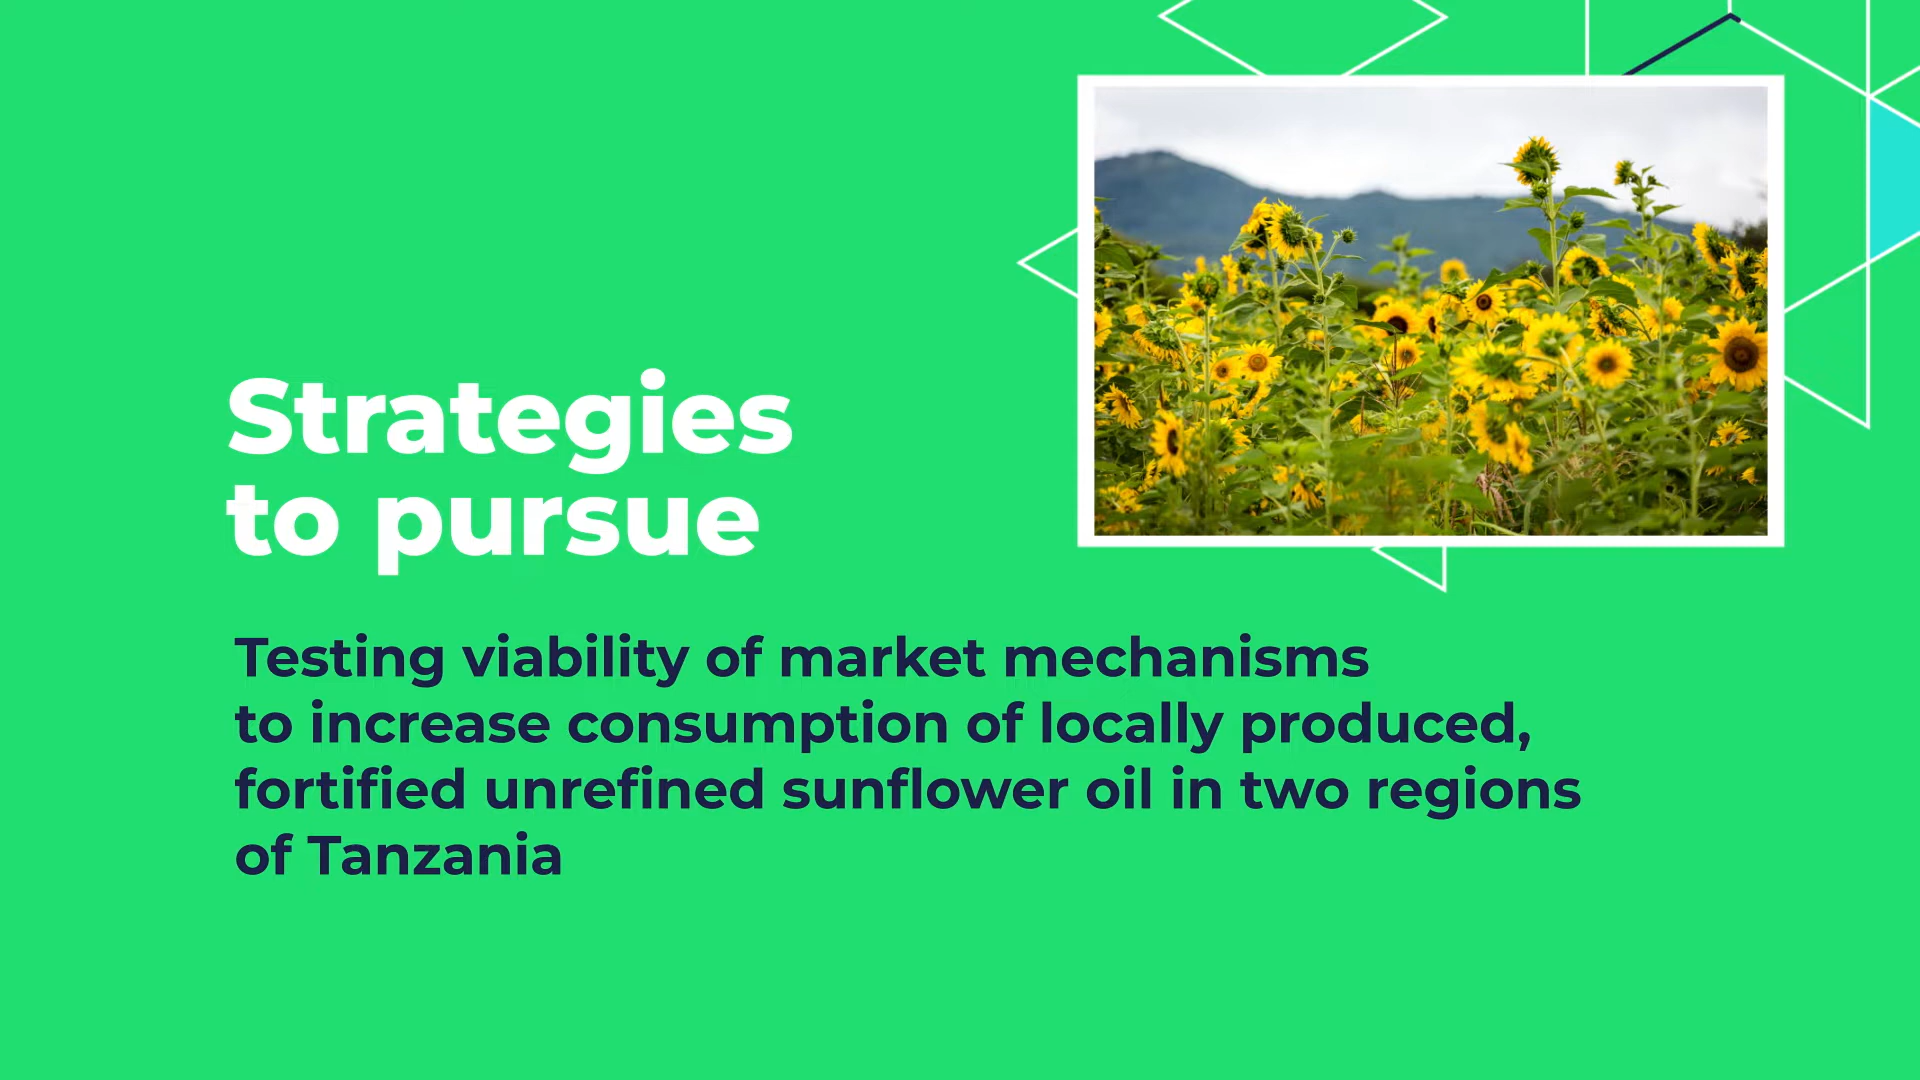 Strategies
to pursue
Testing viability of market mechanisms
to increase consumption of locally produced,
fortified unrefined sunflower oil in two regions
of Tanzania